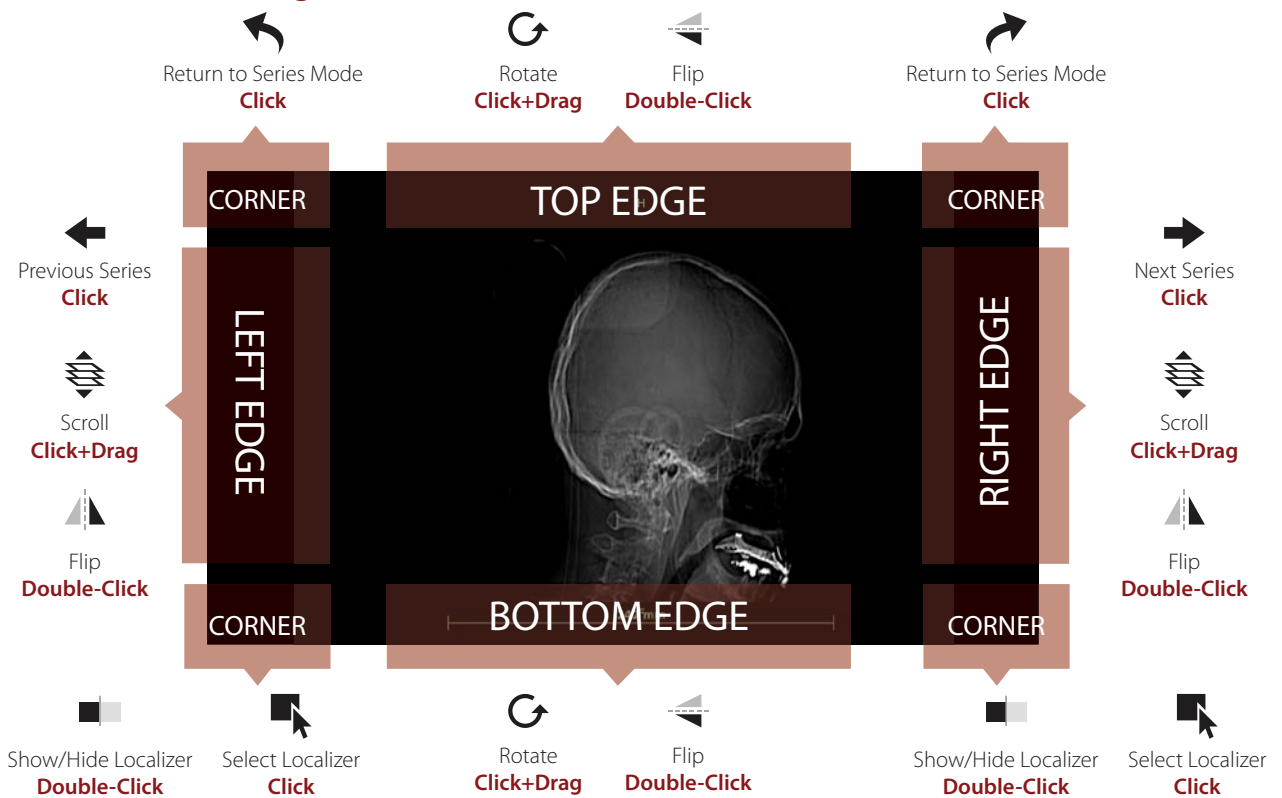 Return to Series Mode
Click
Rotate
Click+Drag
Flip
Double-Click
Return to Series Mode
Click
CORNER
TOP EDGE
H
CORNER
Previous Series
Click
Scroll
Click+Drag
Flip
Double-Click
LEFT EDGE
RIGHT EDGE
Next Series
Click
Scroll
Click+Drag
Flip
Double-Click
CORNER
BOTTOM EDGE
CORNER
Show/Hide Localizer
Double-Click
Select Localizer
Click
Rotate
Click+Drag
Flip
Double-Click
Show/Hide Localizer
Double-Click
Select Localizer
Click